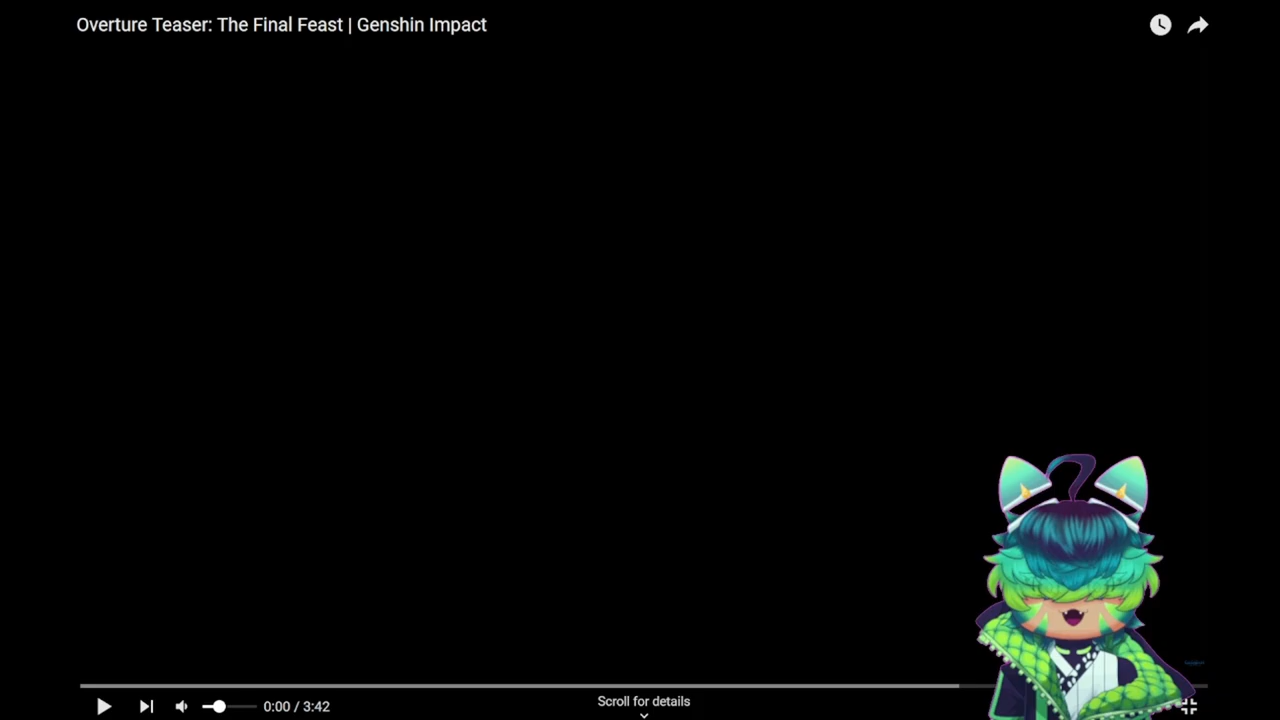 Overture Teaser: The Final Feast | Genshin Impact
Scroll for details
0:00 / 3:42